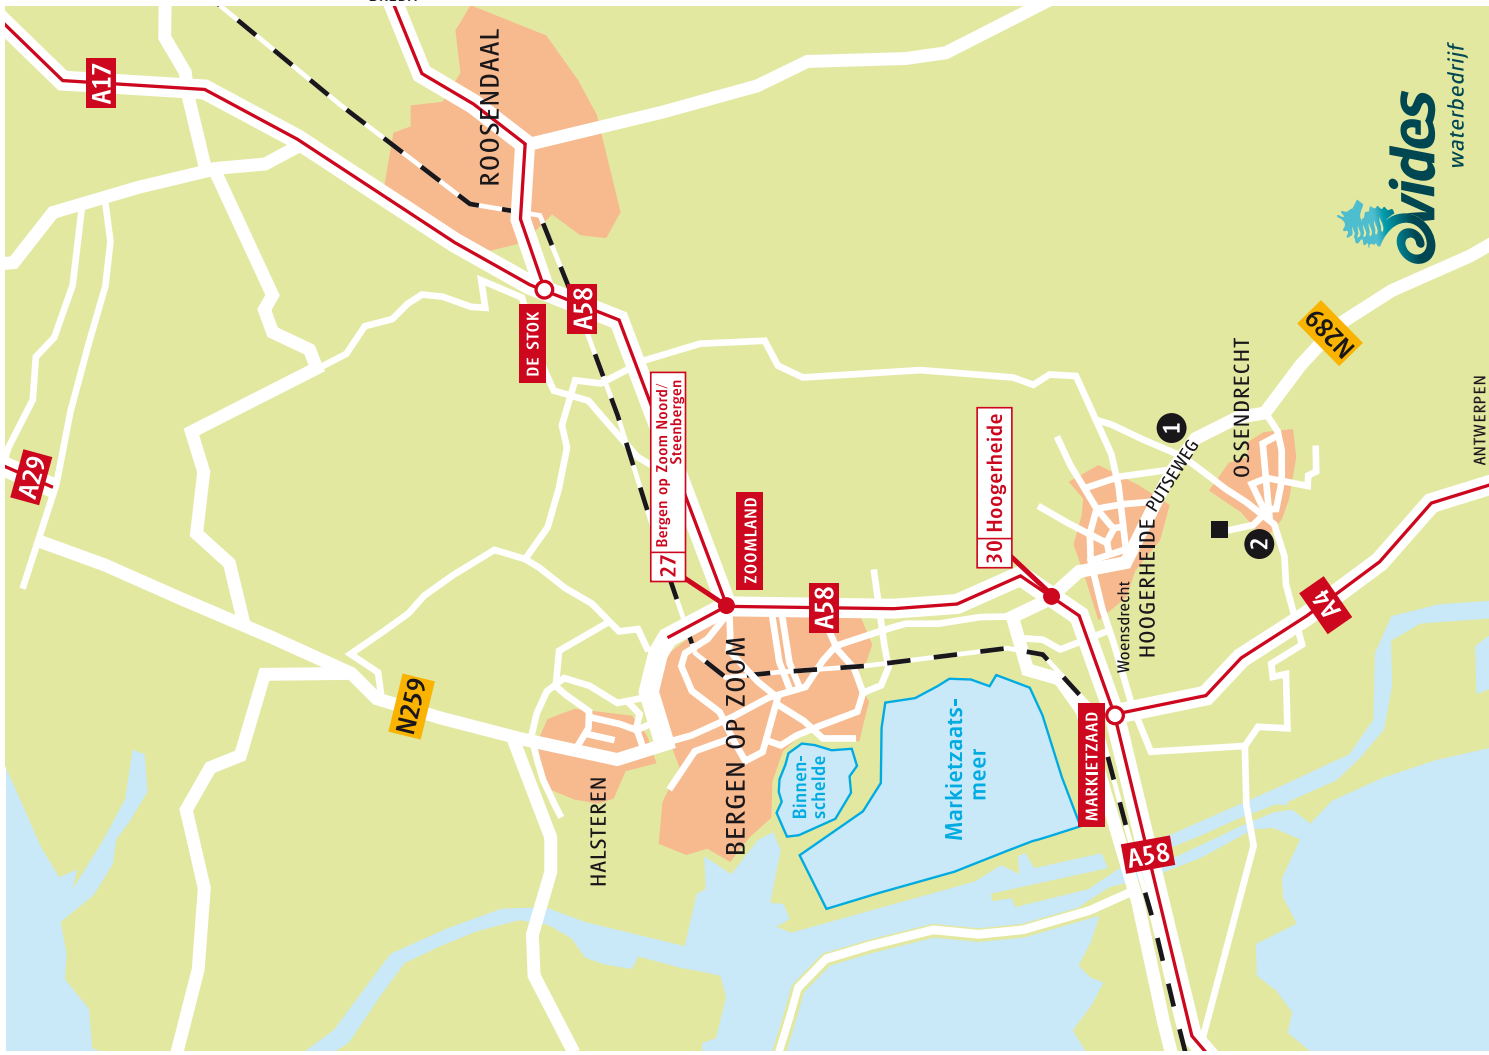 A17
A29
ROOSENDAAL
DE STOK
A58
N259
HALSTEREN
27 Bergen op Zoom Noord/
Steenbergen
ZOOMLAND
BERGEN OP ZOOM
A58
Binnen-
schelde
Markietzaats-
meer
30 Hoogerheide
MARKIETZAAD
Woensdrecht
HOOGERHEIDE
PUTSEWEG
A58
1
OSSENDRECHT
2
N289
A4
ANTWERPEN
Evides
waterbedrijf